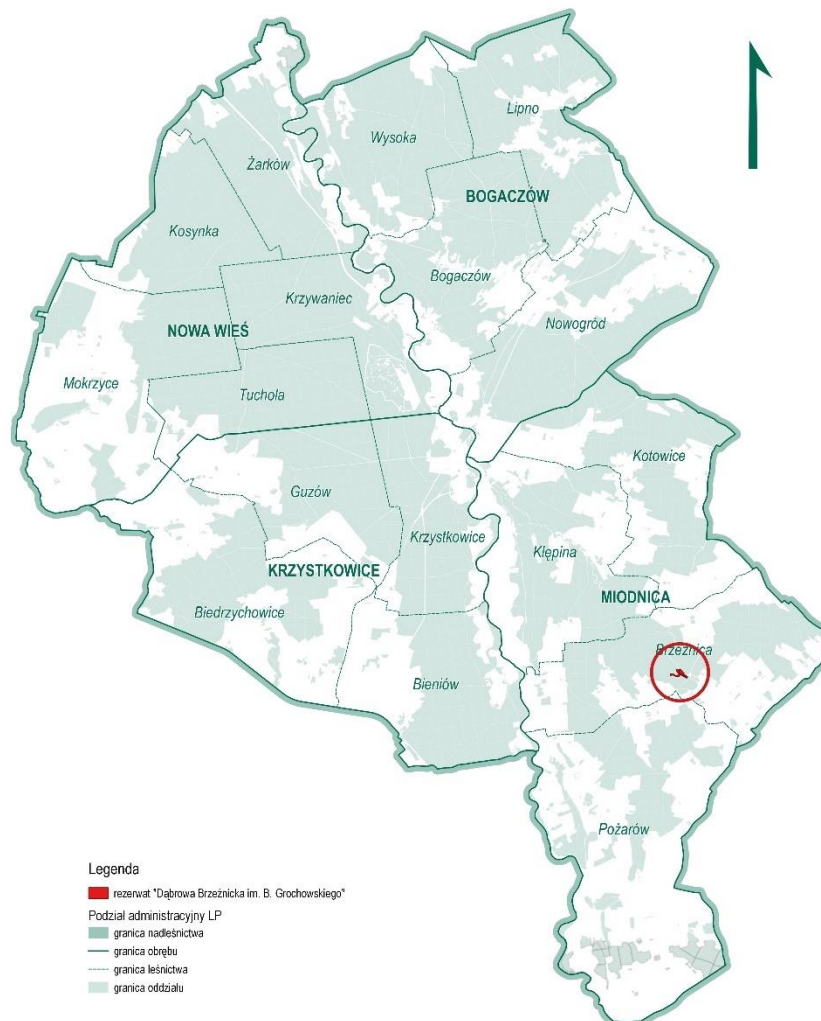 Lipno
Wysoka
Żarków
BOGACZÓW
Kosynka
Bogaczów
Krzywaniec
Nowogród
NOWA WIEŚ
Mokrzyce
Tuchola
Kotowice
Guzów
Krzystkowice
Klępina
KRZYSTKOWICE
MIODNICA
Biedrzychowice
Brzeźnica
Bieniów
Pożarów
Legenda
rezerwat "Dąbrowa Brzeźnicka im. B. Grochowskiego"
Podział administracyjny LP
granica nadleśnictwa
granica obrębu
granica leśnictwa
granica oddziału